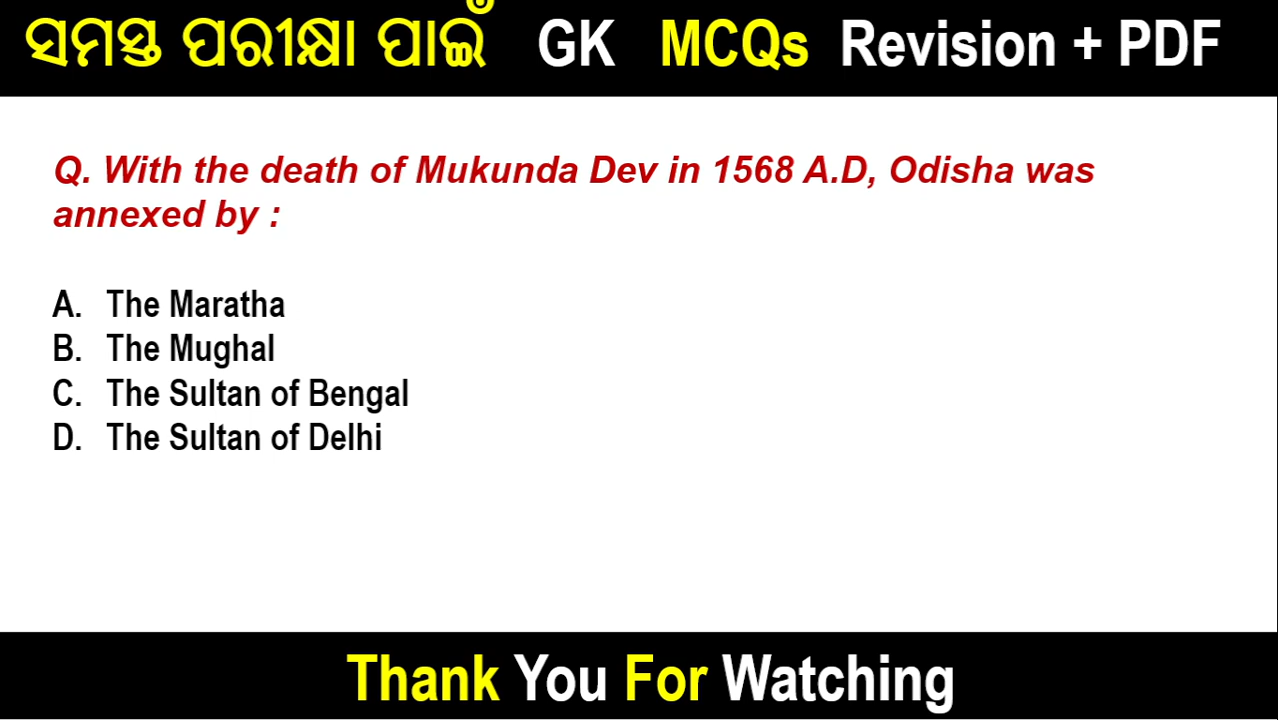 ସମସ୍ତ ପରୀକ୍ଷା ପାଇଁ GK MCQs Revision + PDF
Q. With the death of Mukunda Dev in 1568 A.D, Odisha was
annexed by :
A. The Maratha
B. The Mughal
C. The Sultan of Bengal
D. The Sultan of Delhi
Thank You For Watching